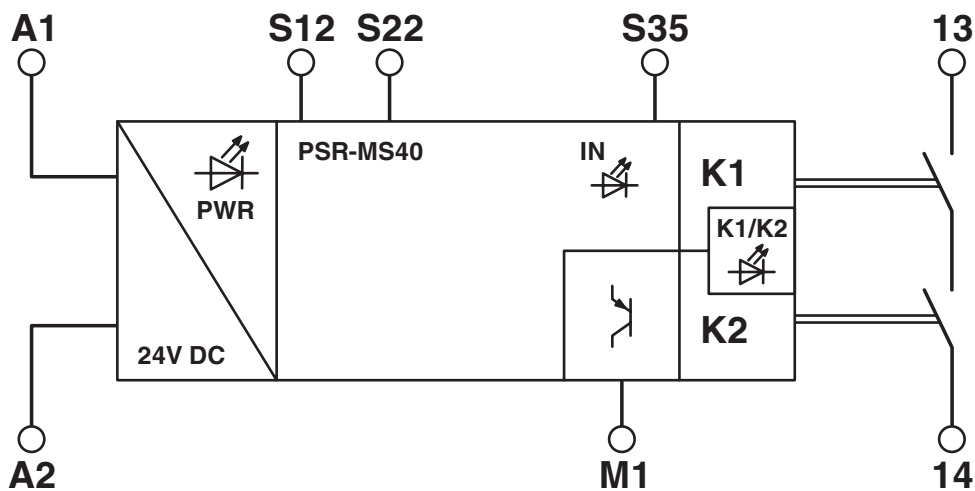 A1
S12
S22
S35
13
PSR-MS40
IN
K1
PWR
K1/K2
24V DC
K2
A2
M1
14